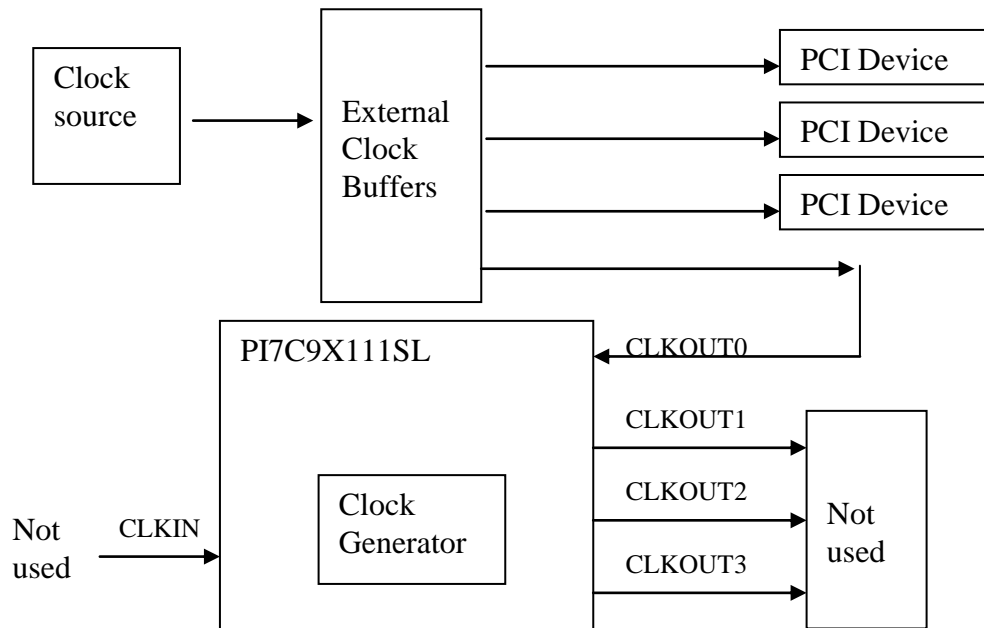 Clock
source
External
Clock
Buffers
PCI Device
PCI Device
PCI Device
PI7C9X111SL
CLKOUT0
CLKOUT1
CLKOUT2
CLKOUT3
Clock
Generator
Not
used
CLKIN
Not
used